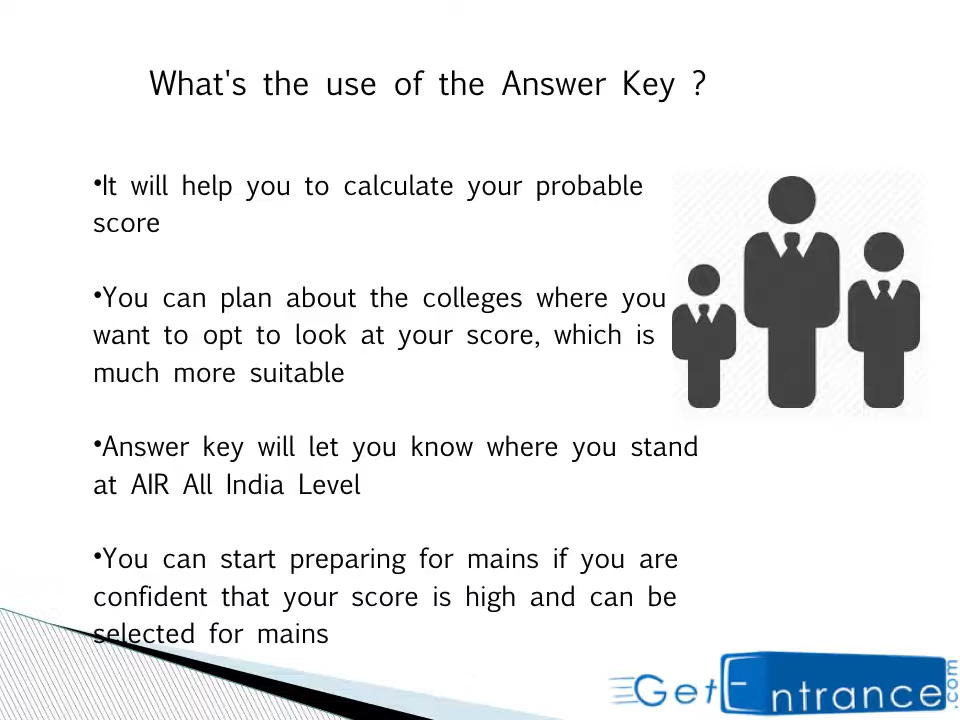 What's the use of the Answer Key ?
•It will help you to calculate your probable
score
•You can plan about the colleges where you
want to opt to look at your score, which is
much more suitable
•Answer key will let you know where you stand
at AIR All India Level
•You can start preparing for mains if you are
confident that your score is high and can be
selected for mains
GetEntrance.com